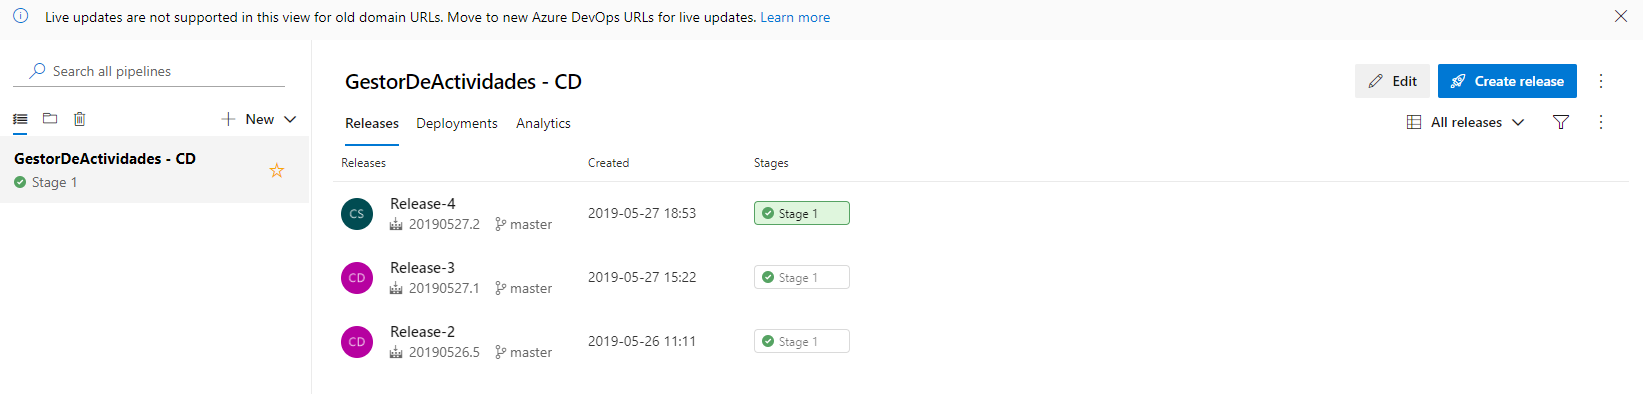 Live updates are not supported in this view for old domain URLs. Move to new Azure DevOps URLs for live updates. Learn more
Search all pipelines
New
GestorDeActividades - CD
Stage 1
GestorDeActividades - CD
Edit
Create release
Releases Deployments Analytics
All releases
Releases Created Stages
CS Release-4
20190527.2 master 2019-05-27 18:53 Stage 1
CD Release-3
20190527.1 master 2019-05-27 15:22 Stage 1
CD Release-2
20190526.5 master 2019-05-26 11:11 Stage 1